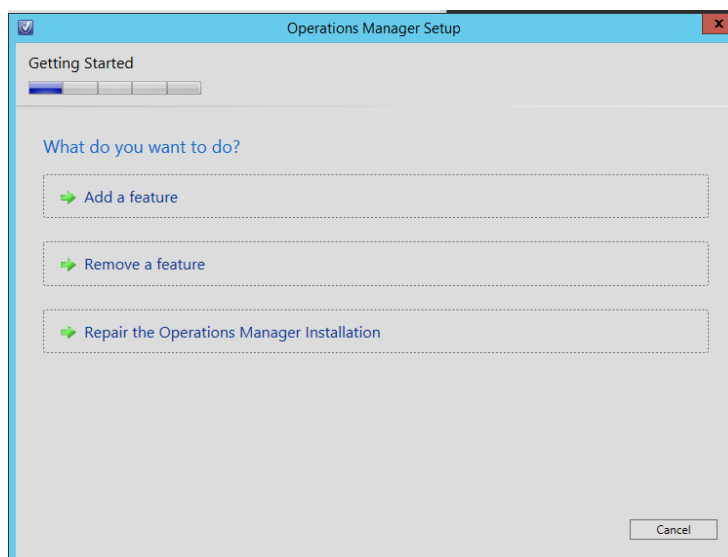 Operations Manager Setup
x
Getting Started
What do you want to do?
Add a feature
Remove a feature
Repair the Operations Manager Installation
Cancel